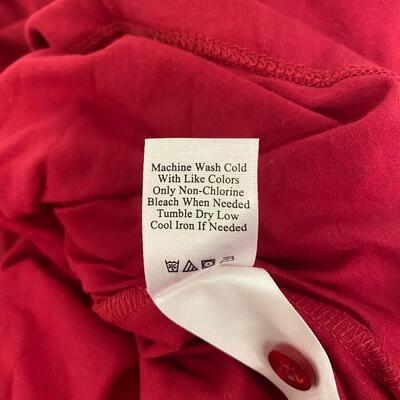 Machine Wash Cold
With Like Colors
Only Non-Chlorine
Bleach When Needed
Tumble Dry Low
Cool Iron If Needed